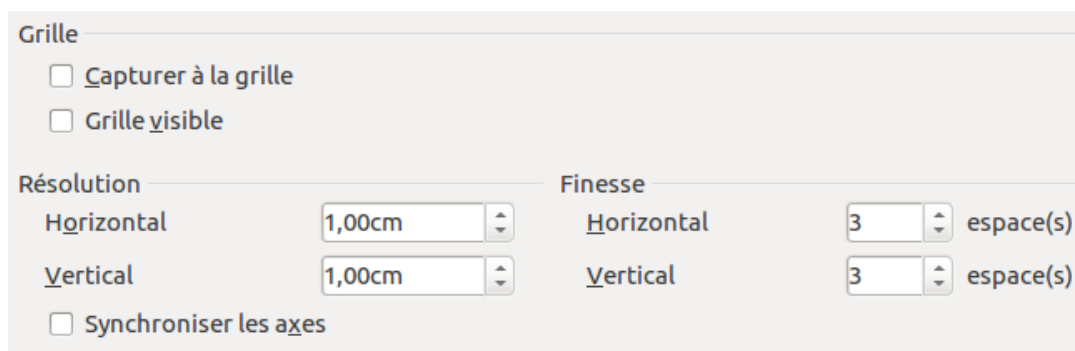 Grille
Capturer à la grille
Grille visible
Résolution
Horizontal 1,00cm
Vertical 1,00cm
Synchroniser les axes
Finesse
Horizontal 3 espace(s)
Vertical 3 espace(s)